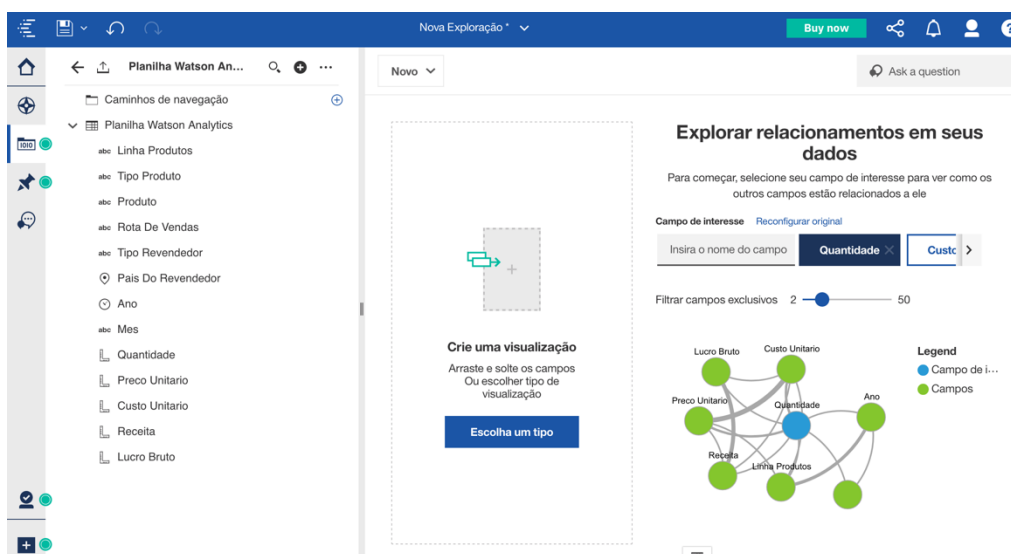 Nova Exploração *
Buy now
Planilha Watson An...
Caminhos de navegação
Planilha Watson Analytics
abc Linha Produtos
abc Tipo Produto
abc Produto
abc Rota De Vendas
abc Tipo Revendedor
Pais Do Revendedor
Ano
abc Mes
Quantidade
Preco Unitario
Custo Unitario
Receita
Lucro Bruto
Novo
Ask a question
Crie uma visualização
Arraste e solte os campos
Ou escolher tipo de
visualização
Escolha um tipo
Explorar relacionamentos em seus
dados
Para começar, selecione seu campo de interesse para ver como os
outros campos estão relacionados a ele
Campo de interesse Reconfigurar original
Insira o nome do campo
Quantidade
Custo
Filtrar campos exclusivos 2 50
Lucro Bruto
Custo Unitario
Preco Unitario
Quantidade
Ano
Receita
Linha Produtos
Legend
Campo de i...
Campos